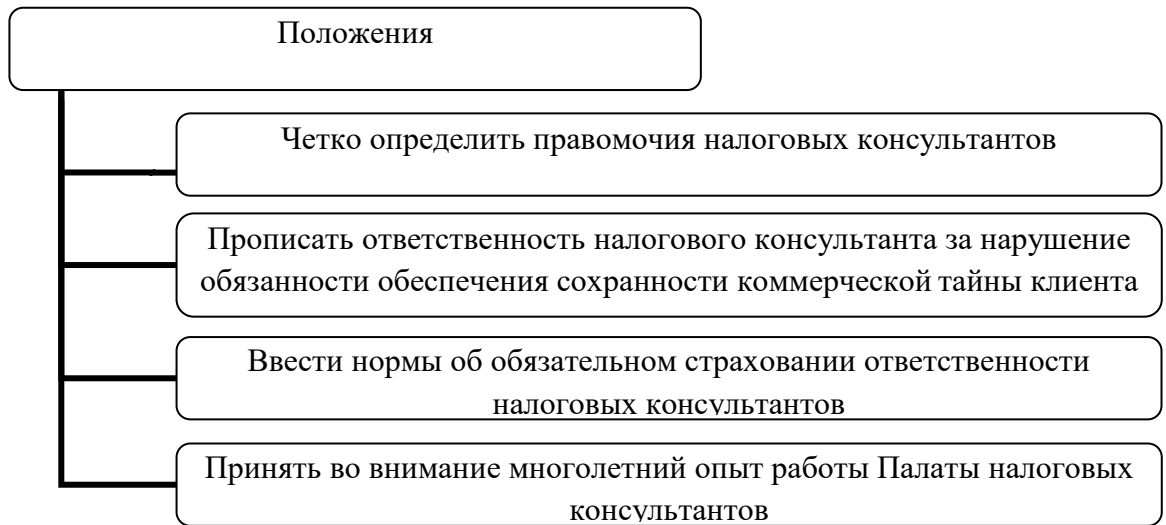 Положения
Четко определить правомочия налоговых консультантов
Прописать ответственность налогового консультанта за нарушение
обязанности обеспечения сохранности коммерческой тайны клиента
Ввести нормы об обязательном страховании ответственности
налоговых консультантов
Принять во внимание многолетний опыт работы Палаты налоговых
консультантов